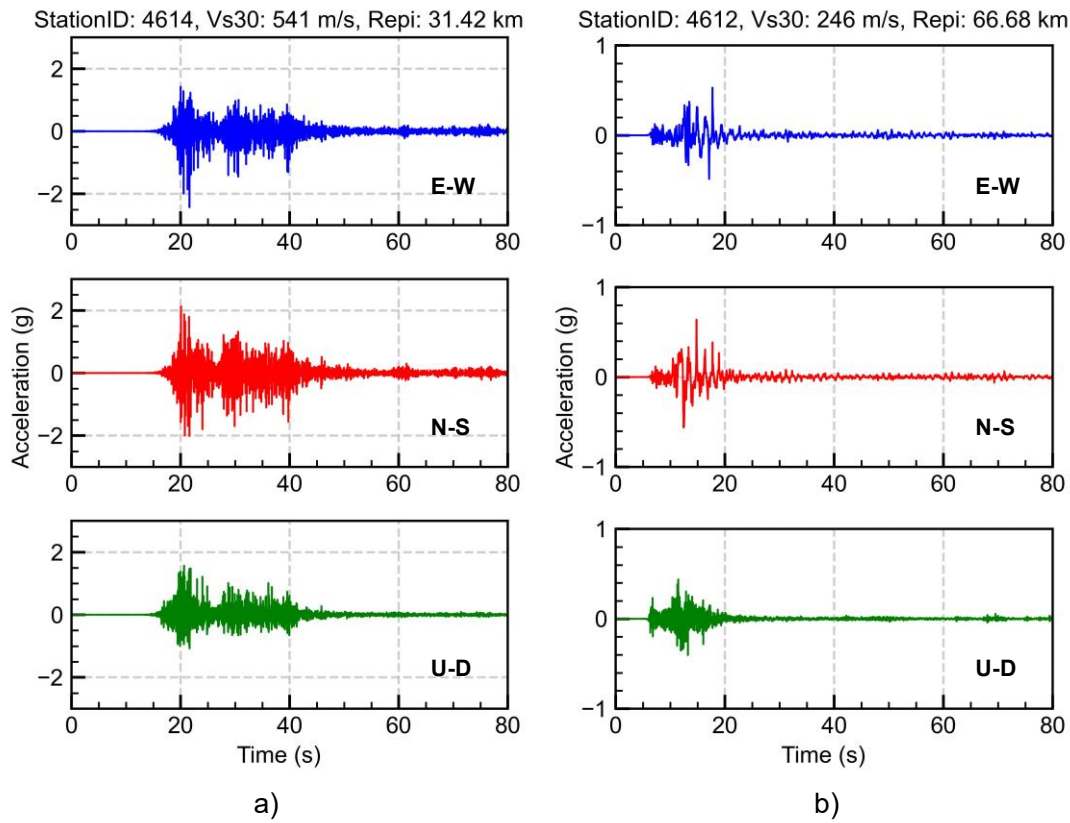 StationID: 4614, Vs30: 541 m/s, Repi: 31.42 km
2
0
−2
E-W
0 20 40 60 80
2
0
−2
N-S
0 20 40 60 80
Acceleration (g)
2
0
−2
U-D
0 20 40 60 80
Time (s)
a)
StationID: 4612, Vs30: 246 m/s, Repi: 66.68 km
1
0
−1
E-W
0 20 40 60 80
1
0
−1
N-S
0 20 40 60 80
Acceleration (g)
1
0
−1
U-D
0 20 40 60 80
Time (s)
b)